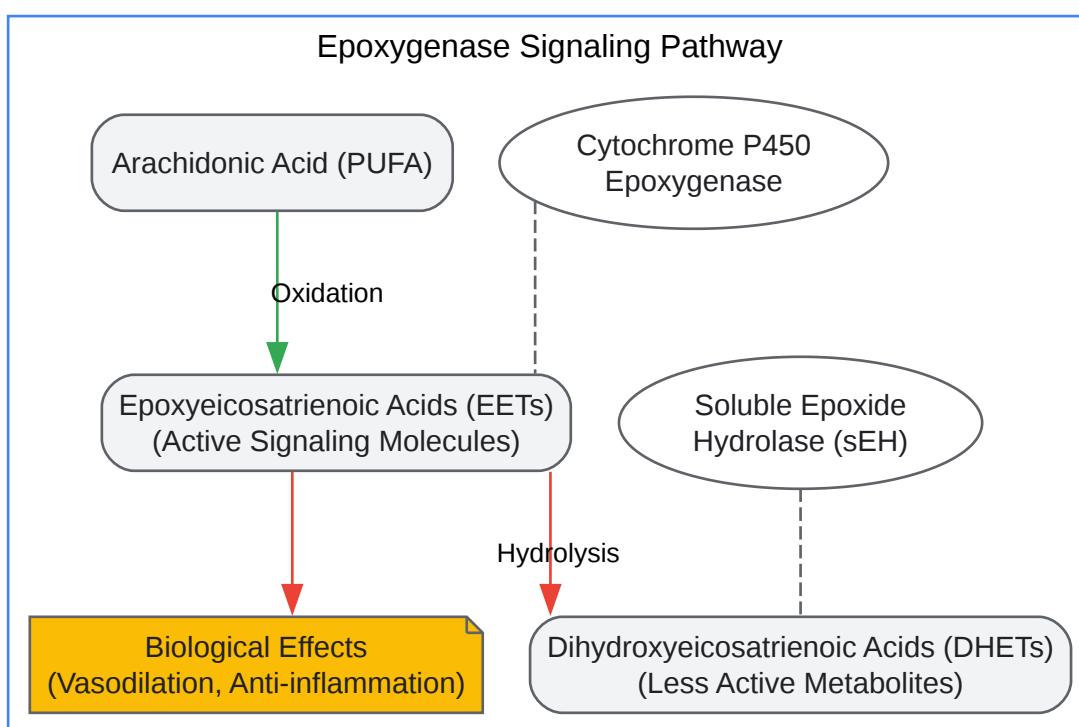 Epoxygenase Signaling Pathway
Arachidonic Acid (PUFA)
Cytochrome P450
Epoxygenase
Oxidation
Epoxyeicosatrienoic Acids (EETs)
(Active Signaling Molecules)
Soluble Epoxide
Hydrolase (sEH)
Hydrolysis
Biological Effects
(Vasodilation, Anti-inflammation)
Dihydroxyeicosatrienoic Acids (DHETs)
(Less Active Metabolites)